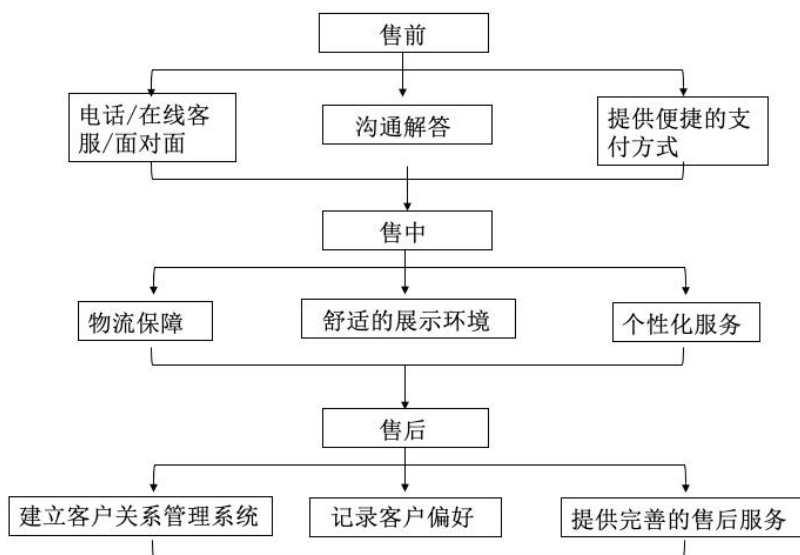 售前
电话/在线客
服/面对面
沟通解答
提供便捷的支
付方式
售中
物流保障
舒适的展示环境
个性化服务
售后
建立客户关系管理系统
记录客户偏好
提供完善的售后服务